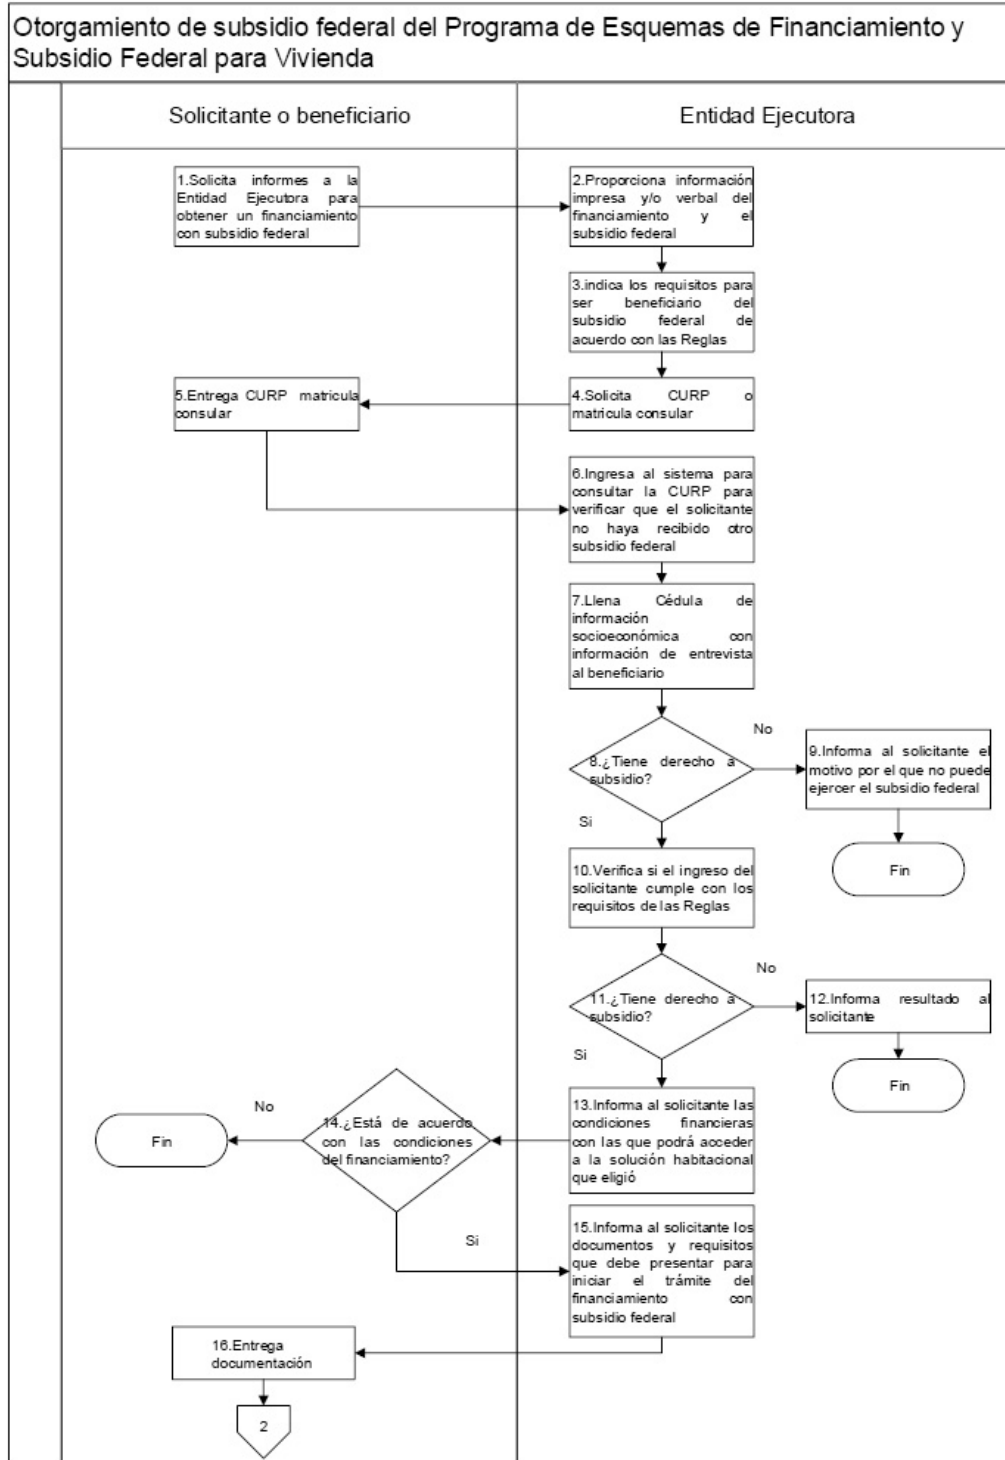 Otorgamiento de subsidio federal del Programa de Esquemas de Financiamiento y
Subsidio Federal para Vivienda
Solicitante o beneficiario
Entidad Ejecutora
1.Solicita informes a la
Entidad Ejecutora para
obtener un financiamiento
con subsidio federal
2.Proporciona información
impresa y/o verbal del
financiamiento y el
subsidio federal
3.indica los requisitos para
ser beneficiario del
subsidio federal de
acuerdo con las Reglas
4.Solicita CURP o
matricula consular
5.Entrega CURP matricula
consular
6.Ingresa al sistema para
consultar la CURP para
verificar que el solicitante
no haya recibido otro
subsidio federal
7.Llena Cédula de
información
socioeconómica con
información de entrevista
al beneficiario
8.¿Tiene derecho a
subsidio?
No
9.Informa al solicitante el
motivo por el que no puede
ejercer el subsidio federal
Fin
Si
10.Verifica si el ingreso del
solicitante cumple con los
requisitos de las Reglas
11.¿Tiene derecho a
subsidio?
No
12.Informa resultado al
solicitante
Fin
Si
13.Informa al solicitante las
condiciones financieras
con las que podrá acceder
a la solución habitacional
que eligió
14.¿Está de acuerdo
con las condiciones
del financiamiento?
No
Fin
Si
15.Informa al solicitante los
documentos y requisitos
que debe presentar para
iniciar el trámite del
financiamiento con
subsidio federal
16.Entrega
documentación
2